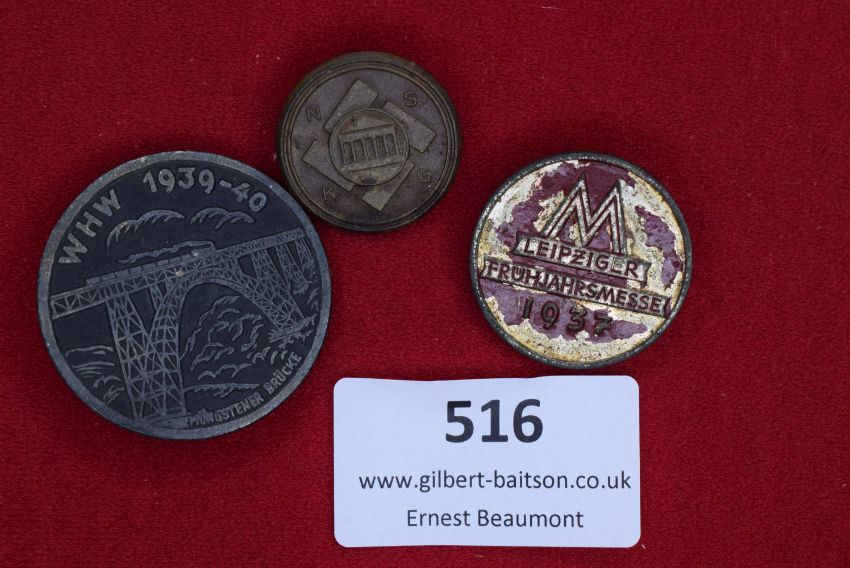 WHW 1939-40
MÜNGSTENER BRÜCKE
N S
K G
M
LEIPZIGER
FRÜHJAHRSMESSE
1937
516
www.gilbert-baitson.co.uk
Ernest Beaumont